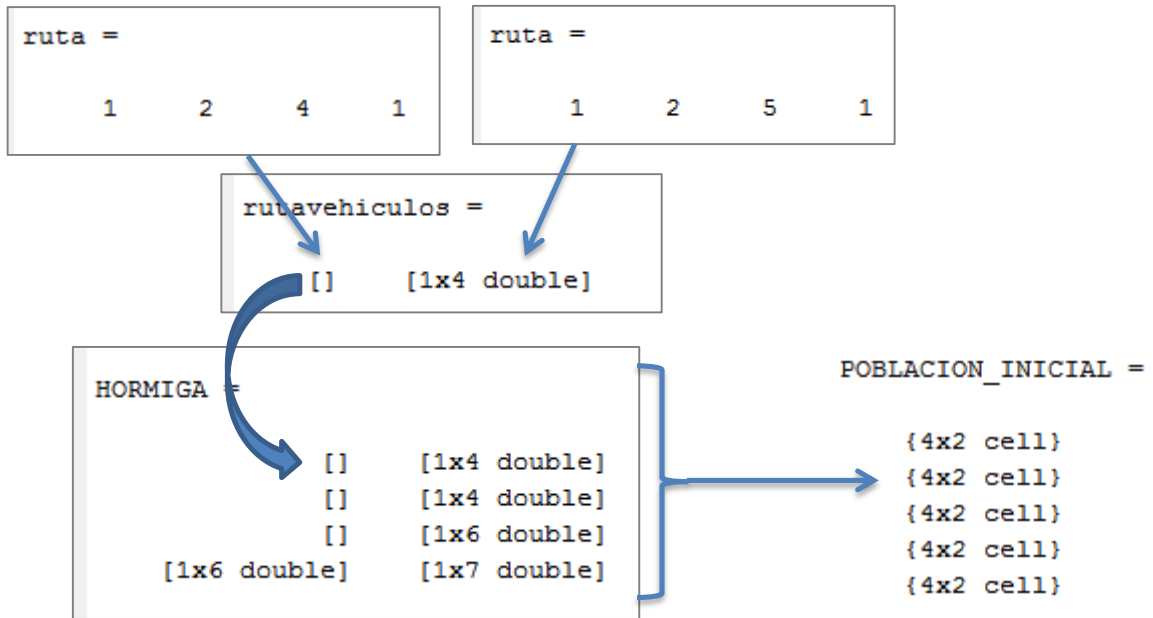 ruta =
1 2 4 1
ruta =
1 2 5 1
rutavehiculos =
[] [1x4 double]
HORMIGA =
[] [1x4 double]
[] [1x4 double]
[] [1x6 double]
[1x6 double] [1x7 double]
POBLACION_INICIAL =
{4x2 cell}
{4x2 cell}
{4x2 cell}
{4x2 cell}
{4x2 cell}